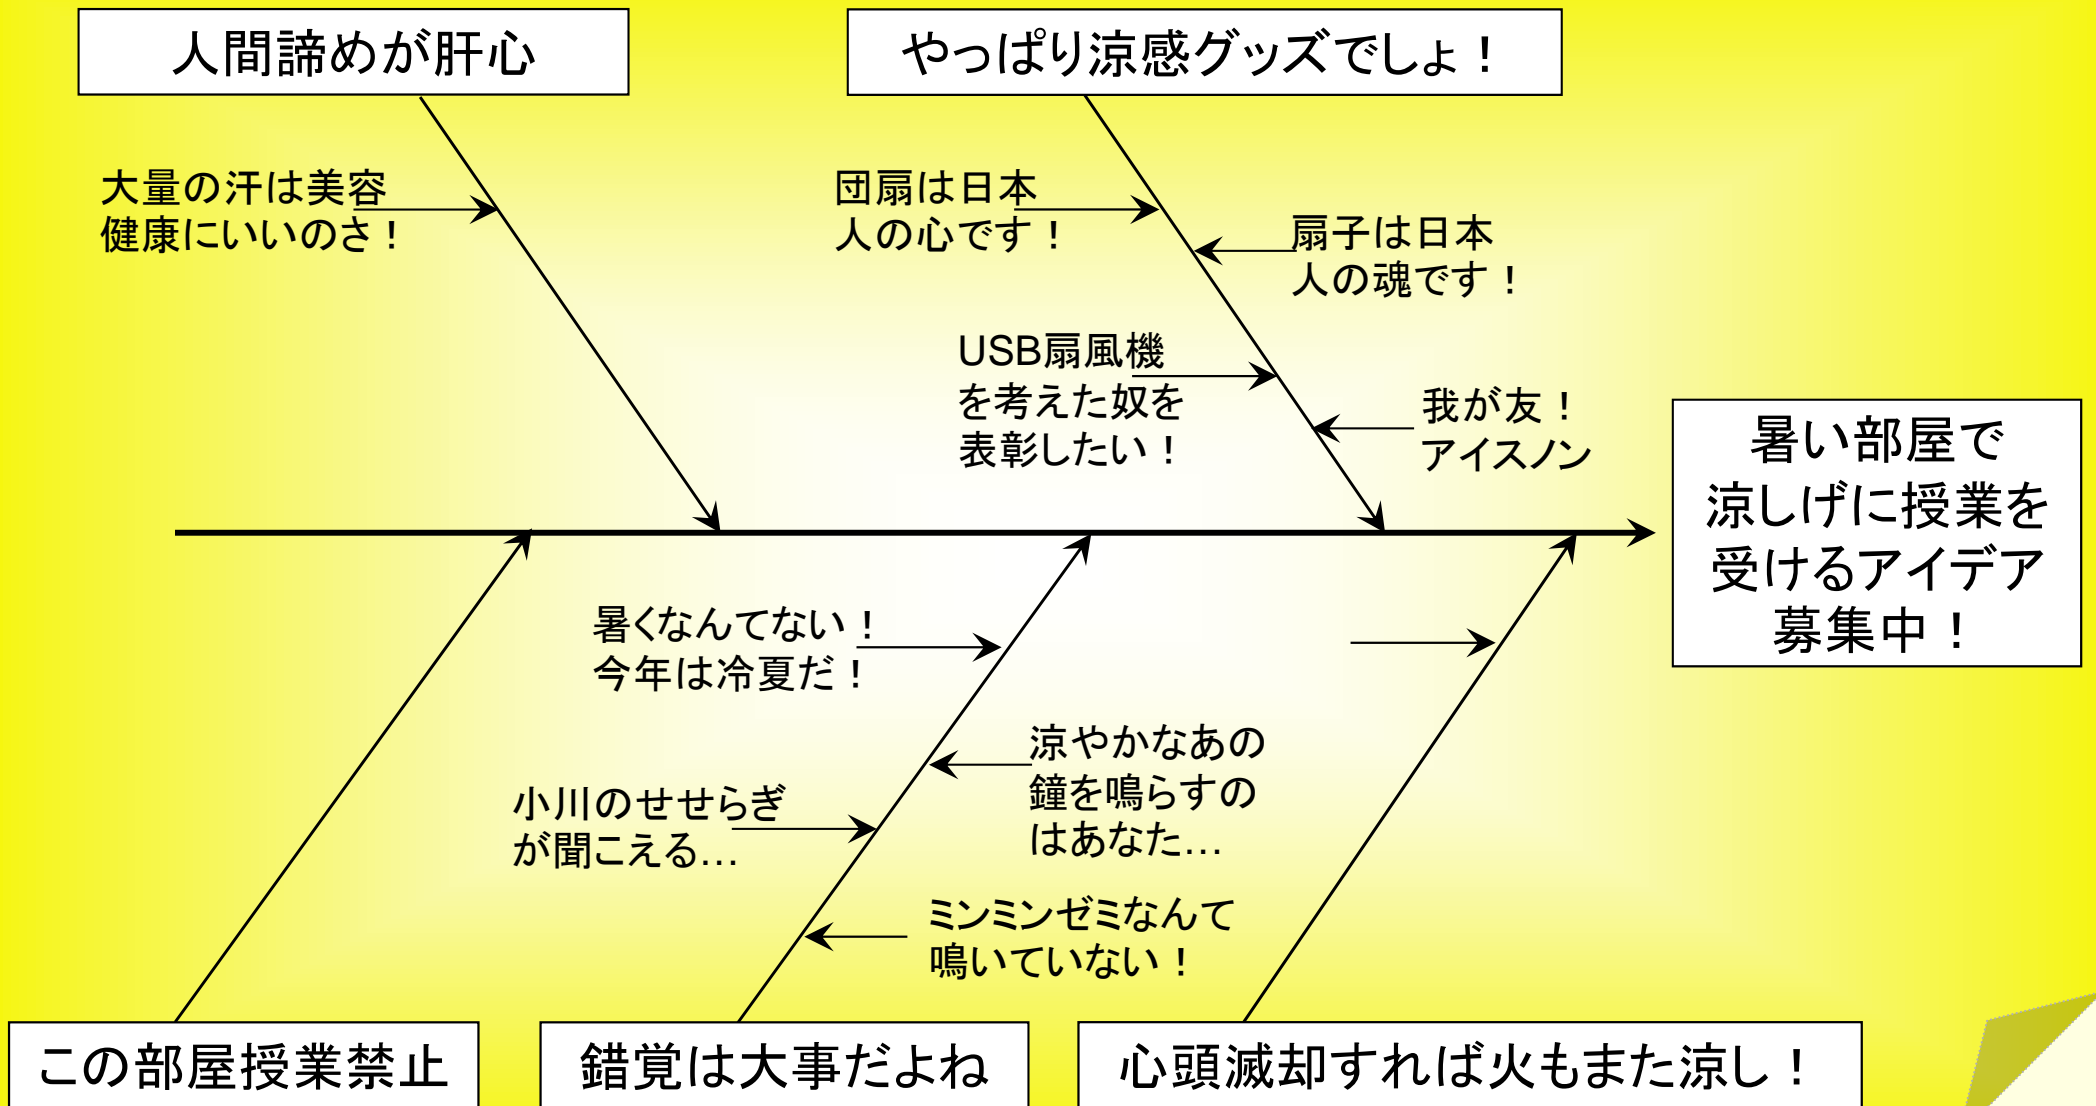 人間諦めが肝心
やっぱり涼感グッズでしょ！
大量の汗は美容
健康にいいのさ！
団扇は日本
人の心です！
扇子は日本
人の魂です！
USB扇風機
を考えた奴を
表彰したい！
我が友！
アイスノン
暑い部屋で
涼しげに授業を
受けるアイデア
募集中！
暑くなんてない！
今年は冷夏だ！
涼やかなあの
鐘を鳴らすの
はあなた…
小川のせせらぎ
が聞こえる…
ミンミンゼミなんて
鳴いていない！
この部屋授業禁止
錯覚は大事だよね
心頭滅却すれば火もまた涼し！